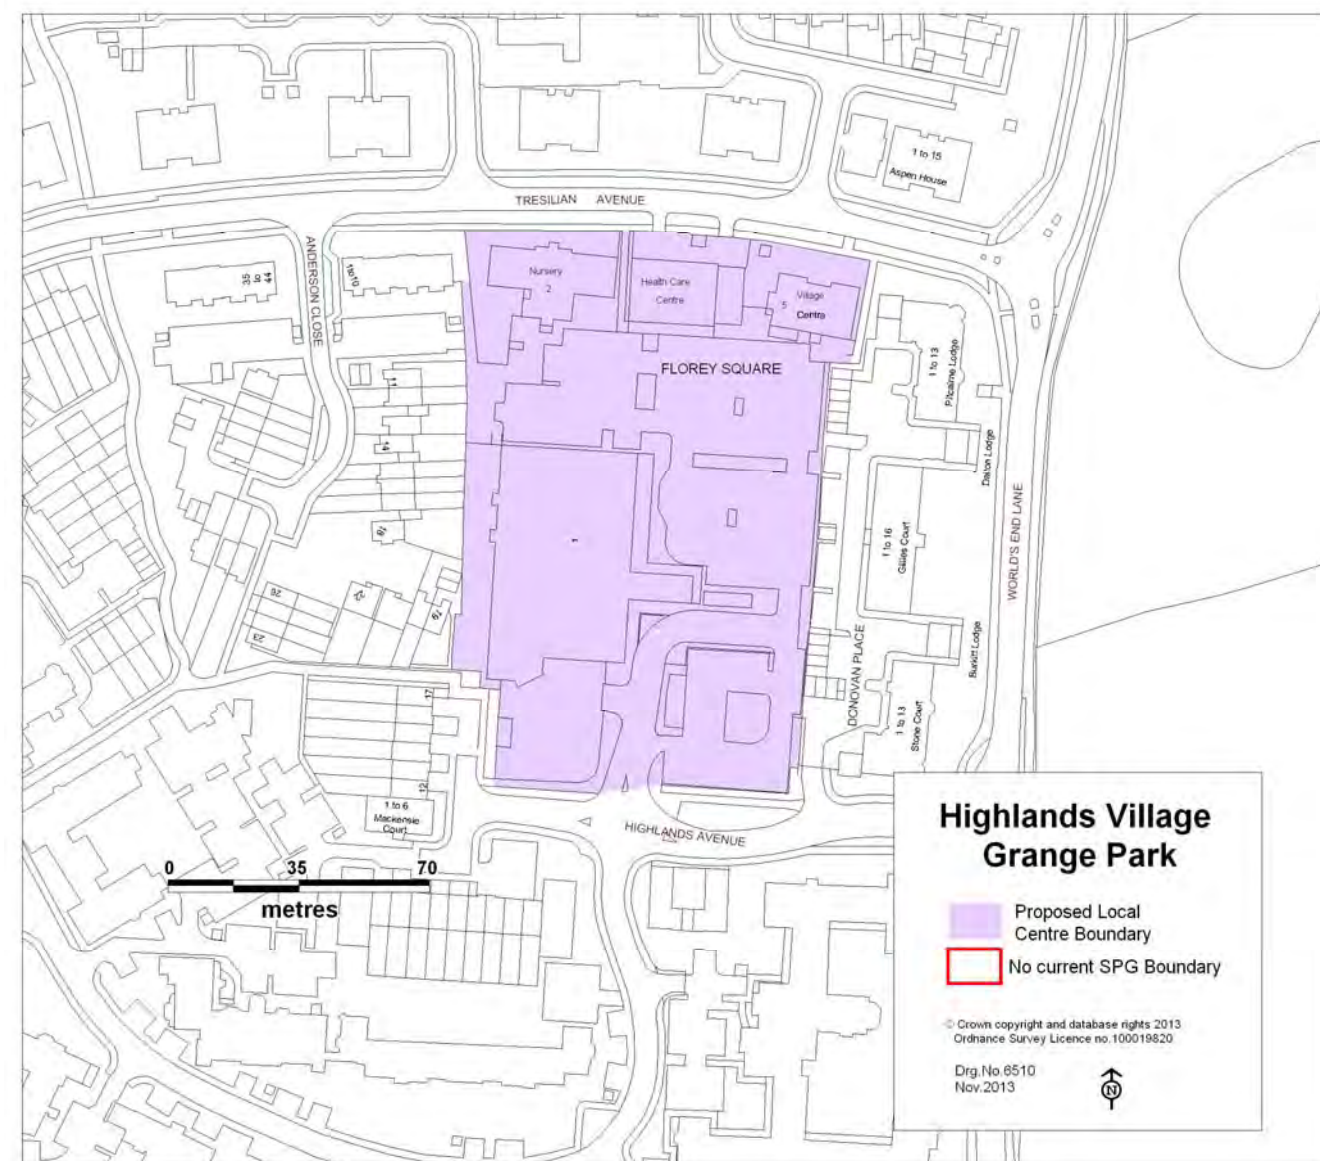 1 to 15
Aspen House
TRESILIAN AVENUE
ANDERSON CLOSE
35
to
44
1to10
Nursery
2
Health Care
Centre
5
Village
Centre
FLOREY SQUARE
1 to 13
Pitcairne Lodge
11
14
Dalton Lodge
WORLD'S END LANE
18
1
1 to 16
Gillies Court
26
22
19
23
DONOVAN PLACE
Burkitt Lodge
17
1 to 13
Stone Court
12
1 to 6
Mackenzie
Court
HIGHLANDS AVENUE
0 35 70
metres
Highlands Village
Grange Park
Proposed Local
Centre Boundary
No current SPG Boundary
© Crown copyright and database rights 2013
Ordnance Survey Licence no.100019820
Drg.No.6510
Nov.2013
N